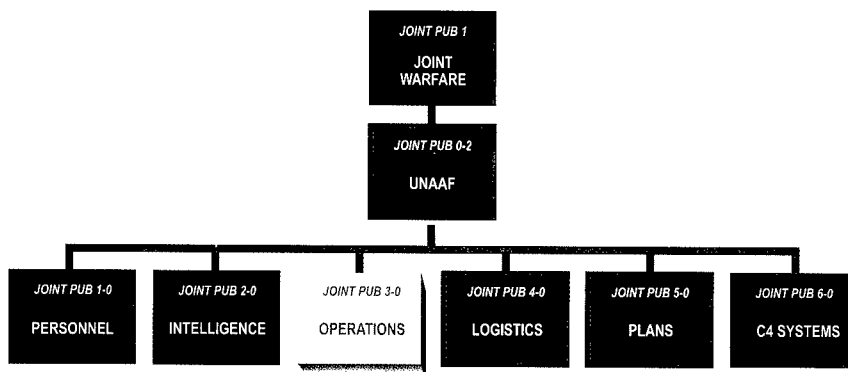 JOINT PUB 1
JOINT
WARFARE
JOINT PUB 0-2
UNAAF
JOINT PUB 1-0
PERSONNEL
JOINT PUB 2-0
INTELLIGENCE
JOINT PUB 3-0
OPERATIONS
JOINT PUB 4-0
LOGISTICS
JOINT PUB 5-0
PLANS
JOINT PUB 6-0
C4 SYSTEMS